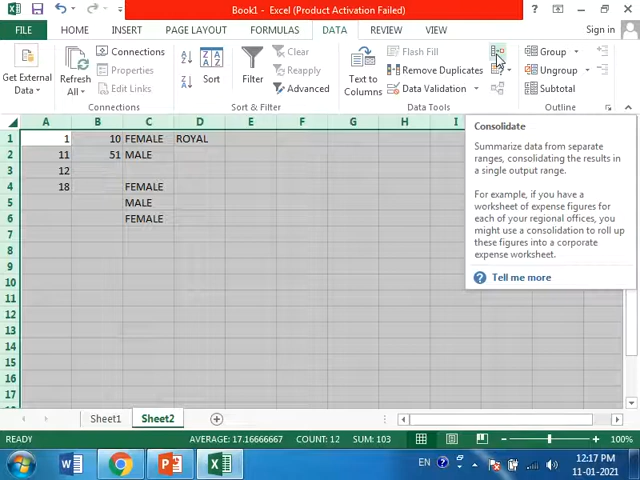 Book1 - Excel (Product Activation Failed)
FILE HOME INSERT PAGE LAYOUT FORMULAS DATA REVIEW VIEW Sign in
Get External Data
Refresh All
Connections
Properties
Edit Links
Connections
Sort
Filter
Clear
Reapply
Advanced
Sort & Filter
Text to Columns
Flash Fill
Remove Duplicates
Data Validation
Data Tools
Group
Ungroup
Subtotal
Outline
A B C D E F G H I
1 1 10 FEMALE ROYAL
2 11 51 MALE
3 12
4 18 FEMALE
5 MALE
6 FEMALE
7
8
9
10
11
12
13
14
15
16
17
Consolidate
Summarize data from separate
ranges, consolidating the results in
a single output range.
For example, if you have a
worksheet of expense figures for
each of your regional offices, you
might use a consolidation to roll up
these figures into a corporate
expense worksheet.
Tell me more
Sheet1 Sheet2
READY AVERAGE: 17.16666667 COUNT: 12 SUM: 103 100%
EN 12:17 PM
11-01-2021